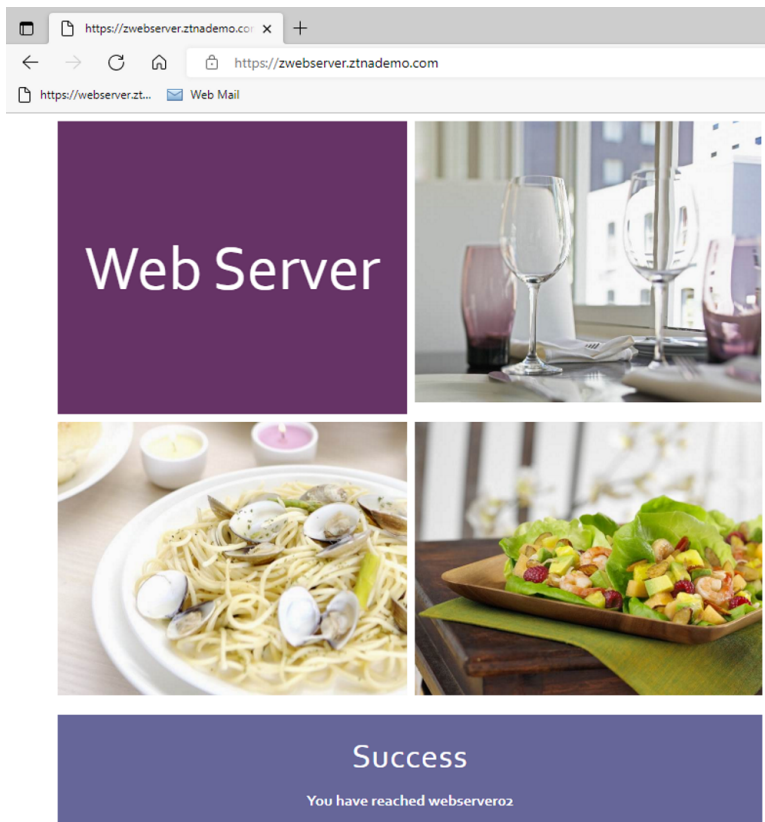 https://zwebserver.ztnademo.cor
https://zwebserver.ztnademo.com
https://webserver.zt... Web Mail
Web Server
Success
You have reached webserver02